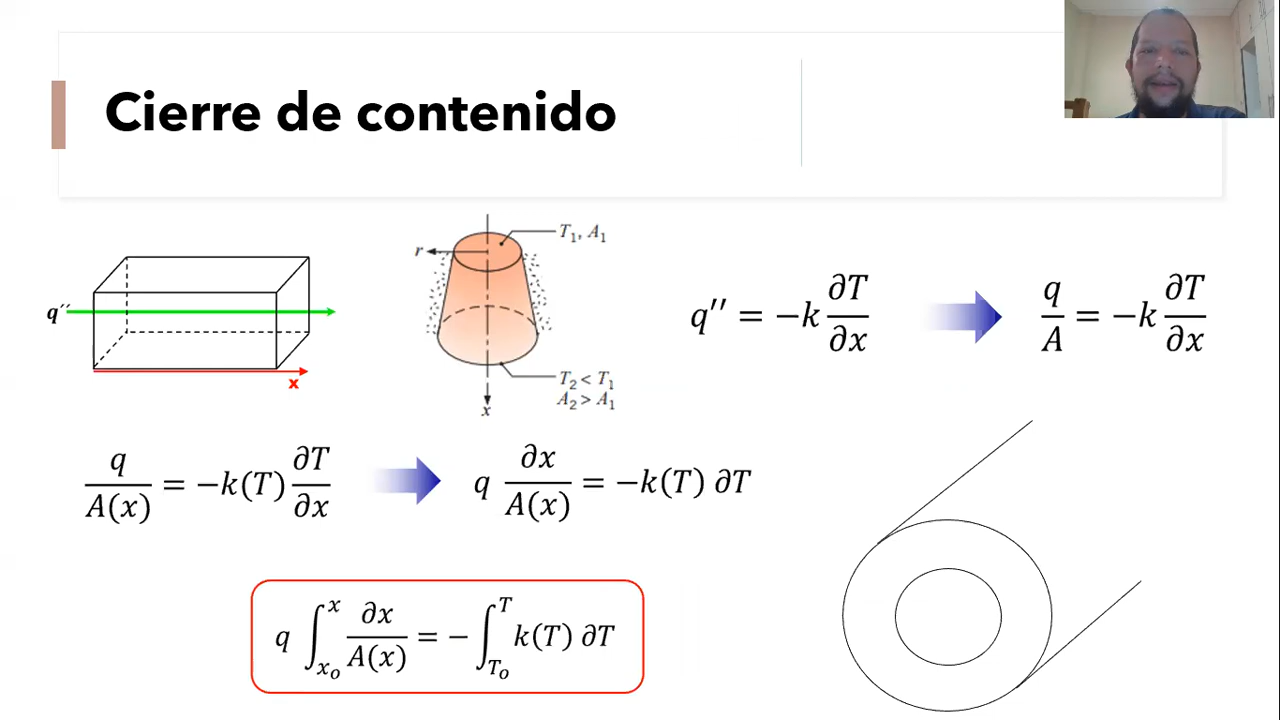 Cierre de contenido
q´´
x
r
T₁, A₁
T₂ < T₁
A₂ > A₁
x
q′′ = −k ∂T/∂x
q/A = −k ∂T/∂x
q/A(x) = −k(T) ∂T/∂x
q ∂x/A(x) = −k(T) ∂T
q ∫_{x₀}^{x} ∂x/A(x) = − ∫_{T₀}^{T} k(T) ∂T